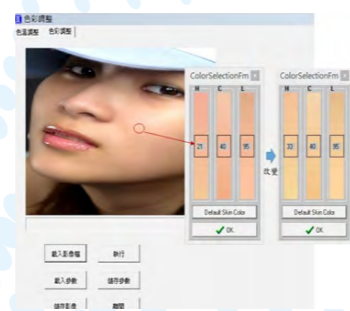 色彩調整
色溫調整 色彩調整
ColorSelectionFm
H C L
21 40 95
Default Skin Color
OK
改變
ColorSelectionFm
H C L
33 40 95
Default Skin Color
OK
載入影像檔 執行
載入參數 儲存參數
儲存影像 離開